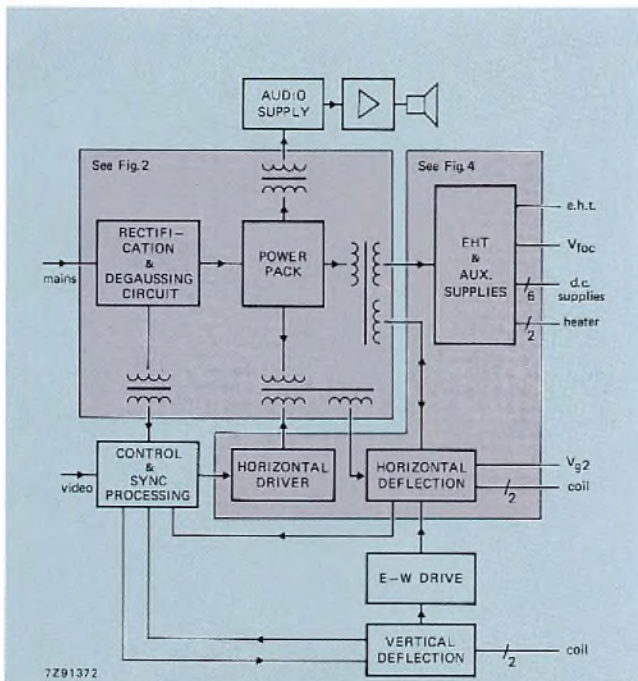 AUDIO
SUPPLY
See Fig. 2
See Fig. 4
RECTIFI-
CATION
&
DEGAUSSING
CIRCUIT
POWER
PACK
EHT
& AUX.
SUPPLIES
mains
e.h.t.
Vfoc
6
d.c.
supplies
2
heater
CONTROL
&
SYNC
PROCESSING
video
HORIZONTAL
DRIVER
HORIZONTAL
DEFLECTION
Vg2
2
coil
E-W DRIVE
VERTICAL
DEFLECTION
2
coil
7Z91372